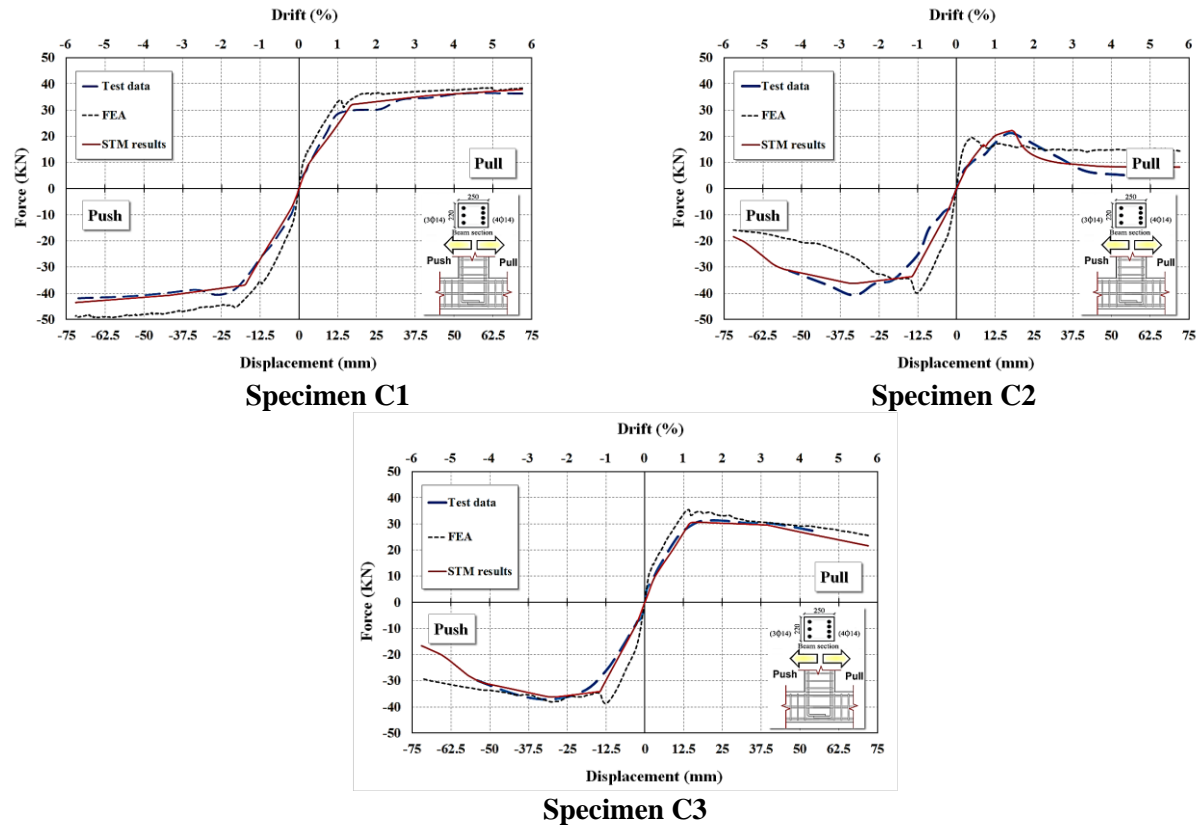 Drift (%)
-6 -5 -4 -3 -2 -1 0 1 2 3 4 5 6
50
40
30
20
10
0
-10
-20
-30
-40
-50
Force (KN)
Test data
FEA
STM results
Pull
Push
250
(3Φ14) 220 (4Φ14)
Beam section
Push Pull
-75 -62.5 -50 -37.5 -25 -12.5 0 12.5 25 37.5 50 62.5 75
Displacement (mm)
Specimen C1
Drift (%)
-6 -5 -4 -3 -2 -1 0 1 2 3 4 5 6
50
40
30
20
10
0
-10
-20
-30
-40
-50
Force (KN)
Test data
FEA
STM results
Pull
Push
250
(3Φ14) 220 (4Φ14)
Beam section
Push Pull
-75 -62.5 -50 -37.5 -25 -12.5 0 12.5 25 37.5 50 62.5 75
Displacement (mm)
Specimen C2
Drift (%)
-6 -5 -4 -3 -2 -1 0 1 2 3 4 5 6
50
40
30
20
10
0
-10
-20
-30
-40
-50
Force (KN)
Test data
FEA
STM results
Pull
Push
250
(3Φ14) 220 (4Φ14)
Beam section
Push Pull
-75 -62.5 -50 -37.5 -25 -12.5 0 12.5 25 37.5 50 62.5 75
Displacement (mm)
Specimen C3